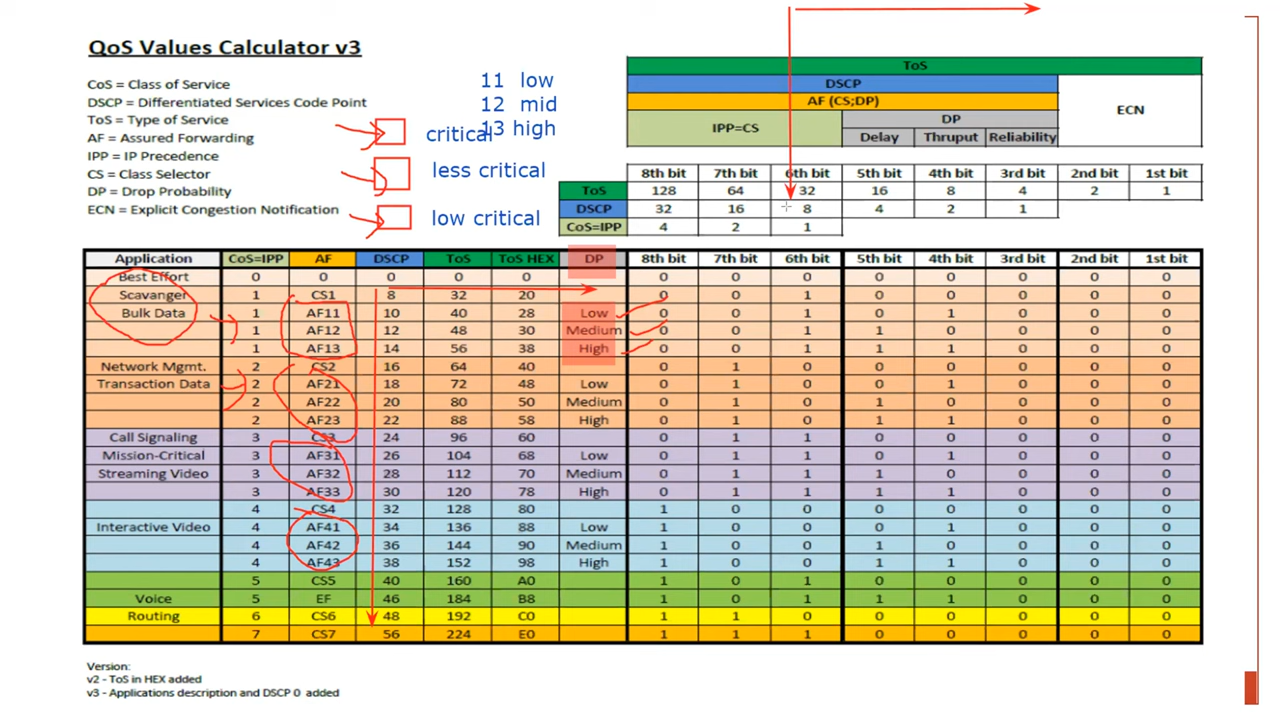 QoS Values Calculator v3
CoS = Class of Service
DSCP = Differentiated Services Code Point
ToS = Type of Service
AF = Assured Forwarding
IPP = IP Precedence
CS = Class Selector
DP = Drop Probability
ECN = Explicit Congestion Notification
11 low
12 mid
13 high
critical
less critical
low critical
ToS
DSCP
AF (CS;DP)
ECN
IPP=CS
DP
Delay Thruput Reliability
8th bit 7th bit 6th bit 5th bit 4th bit 3rd bit 2nd bit 1st bit
ToS 128 64 32 16 8 4 2 1
DSCP 32 16 8 4 2 1
CoS=IPP 4 2 1
Application CoS=IPP AF DSCP ToS ToS HEX DP 8th bit 7th bit 6th bit 5th bit 4th bit 3rd bit 2nd bit 1st bit
Best Effort 0 0 0 0 0 0 0 0 0 0 0 0 0
Scavanger 1 CS1 8 32 20 0 0 1 0 0 0 0 0
Bulk Data 1 AF11 10 40 28 Low 0 0 1 0 1 0 0 0
1 AF12 12 48 30 Medium 0 0 1 1 0 0 0 0
1 AF13 14 56 38 High 0 0 1 1 1 0 0 0
Network Mgmt. 2 CS2 16 64 40 0 1 0 0 0 0 0 0
Transaction Data 2 AF21 18 72 48 Low 0 1 0 0 1 0 0 0
2 AF22 20 80 50 Medium 0 1 0 1 0 0 0 0
2 AF23 22 88 58 High 0 1 0 1 1 0 0 0
Call Signaling 3 CS3 24 96 60 0 1 1 0 0 0 0 0
Mission-Critical 3 AF31 26 104 68 Low 0 1 1 0 1 0 0 0
Streaming Video 3 AF32 28 112 70 Medium 0 1 1 1 0 0 0 0
3 AF33 30 120 78 High 0 1 1 1 1 0 0 0
4 CS4 32 128 80 1 0 0 0 0 0 0 0
Interactive Video 4 AF41 34 136 88 Low 1 0 0 0 1 0 0 0
4 AF42 36 144 90 Medium 1 0 0 1 0 0 0 0
4 AF43 38 152 98 High 1 0 0 1 1 0 0 0
5 CS5 40 160 A0 1 0 1 0 0 0 0 0
Voice 5 EF 46 184 B8 1 0 1 1 1 0 0 0
Routing 6 CS6 48 192 C0 1 1 0 0 0 0 0 0
7 CS7 56 224 E0 1 1 1 0 0 0 0 0
Version:
v2 - ToS in HEX added
v3 - Applications description and DSCP 0 added